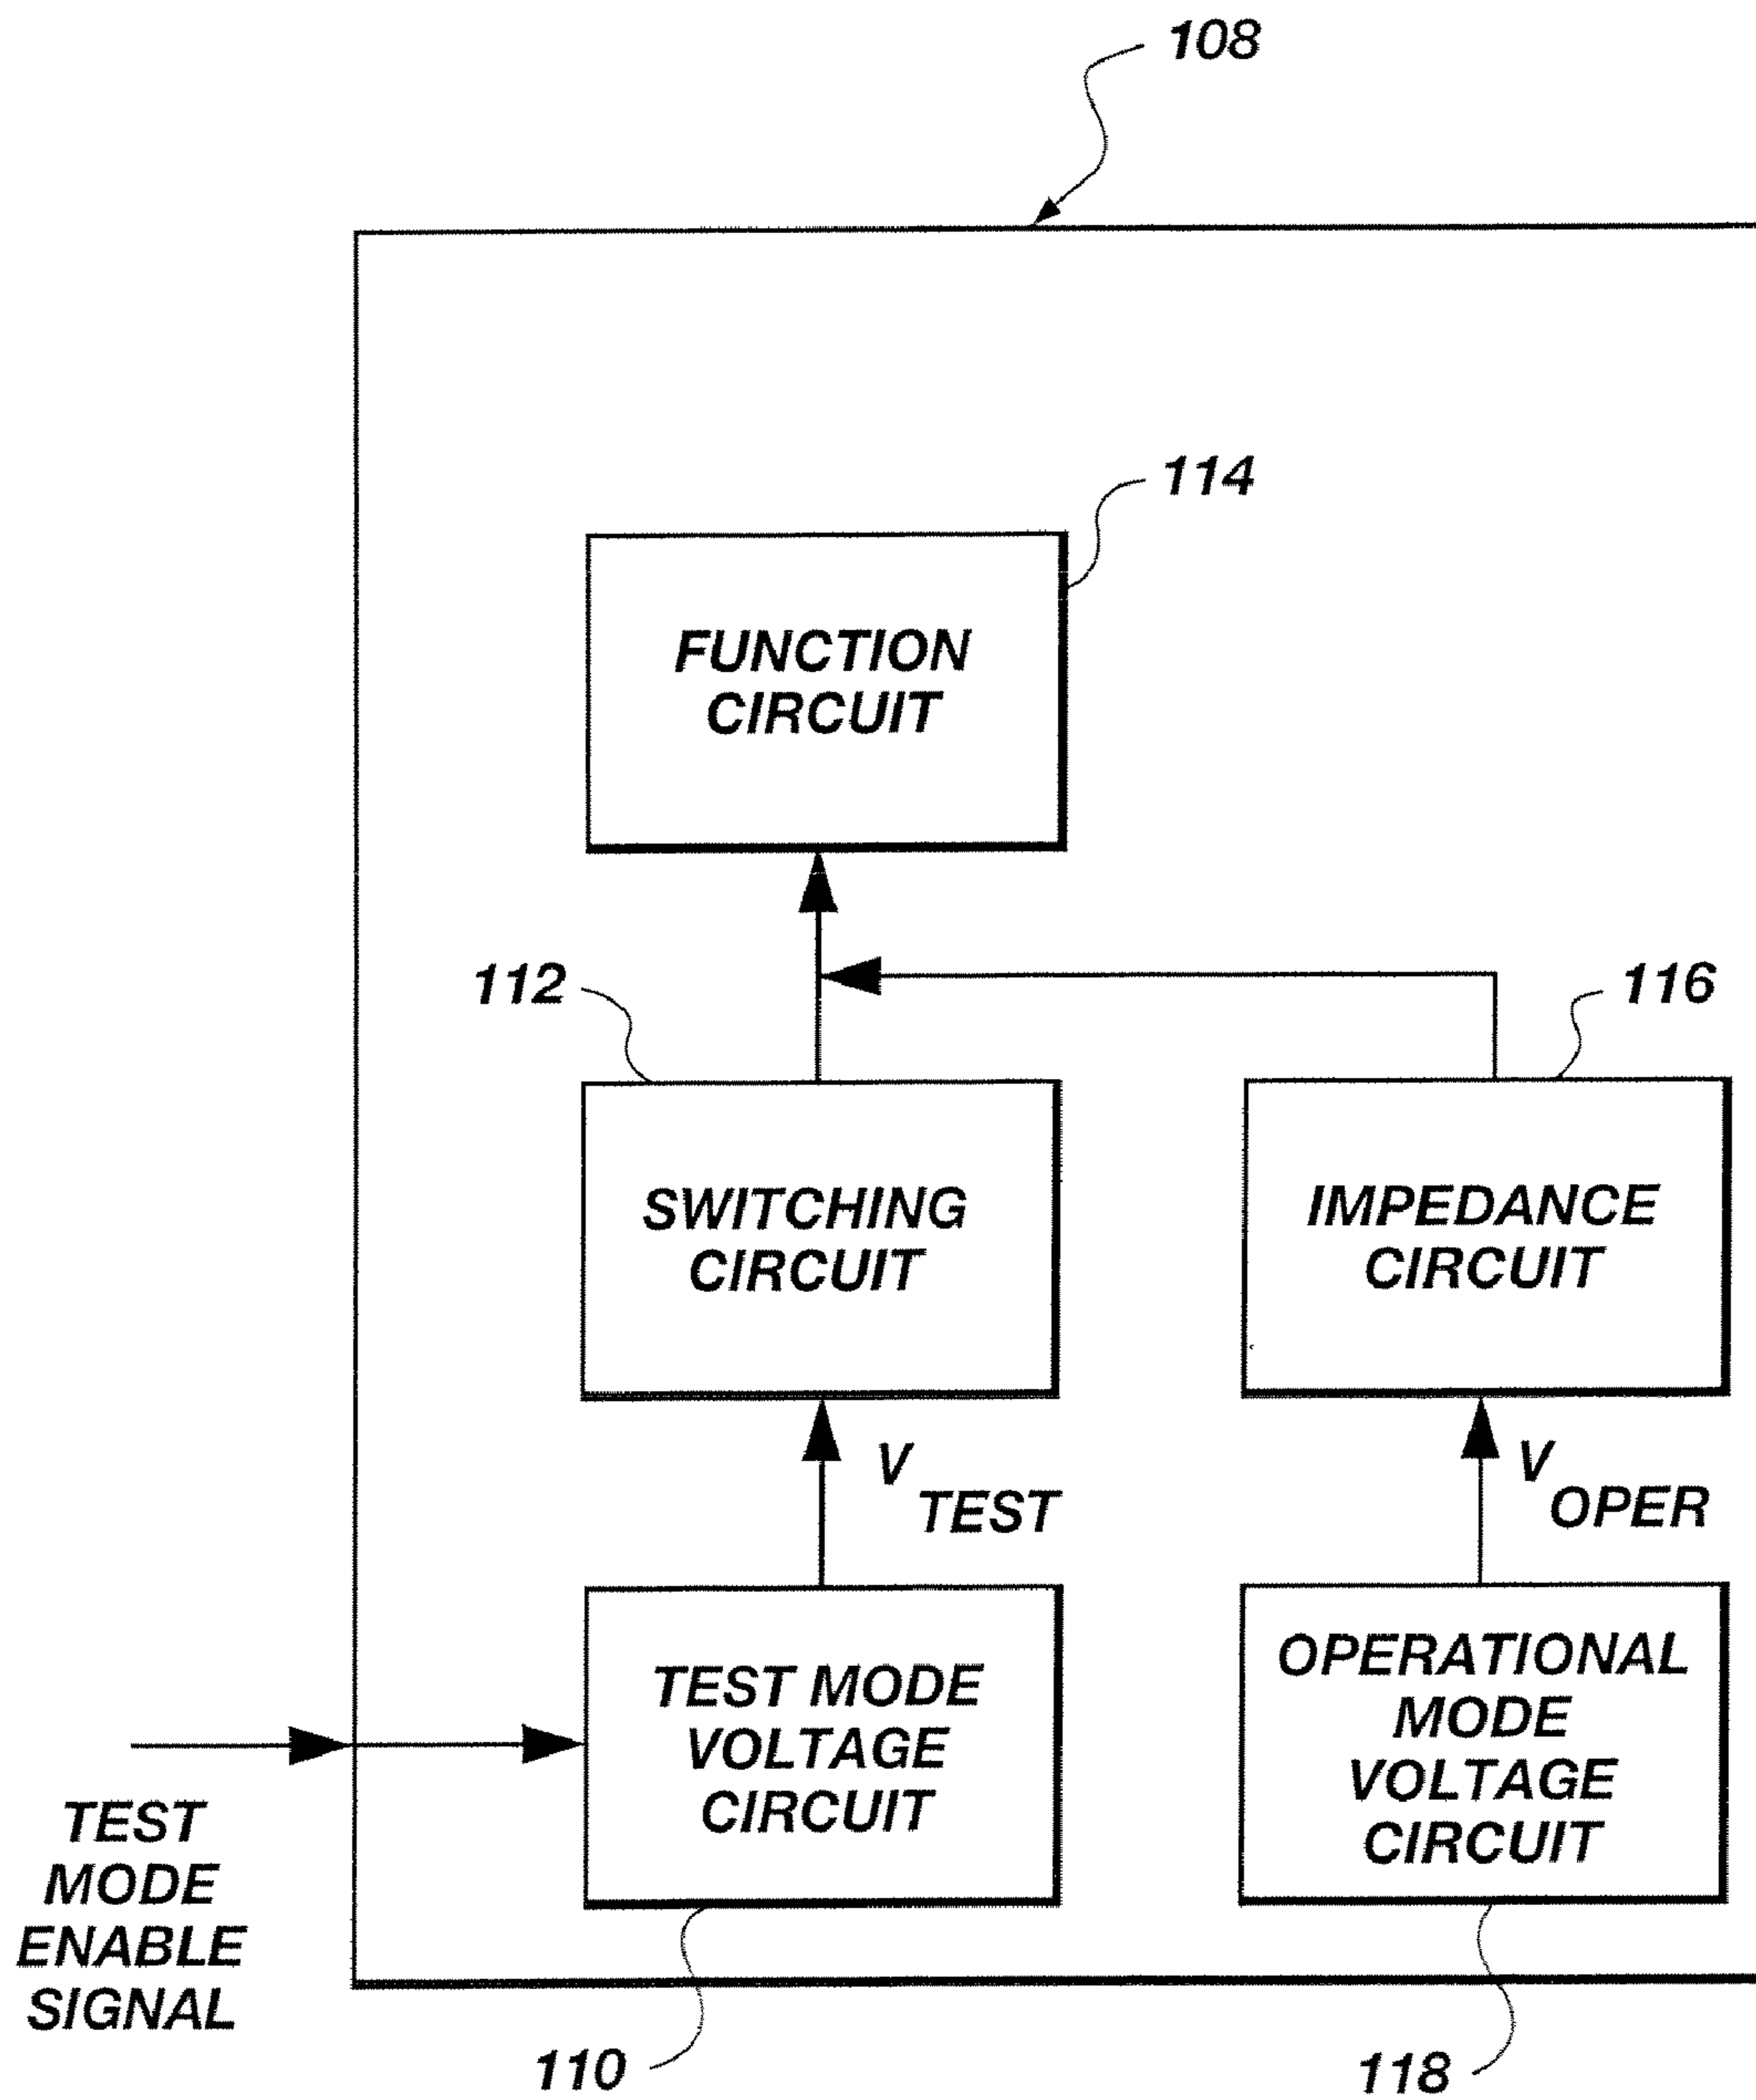 108
114
FUNCTION
CIRCUIT
112
116
SWITCHING
CIRCUIT
IMPEDANCE
CIRCUIT
V TEST
V OPER
TEST MODE
VOLTAGE
CIRCUIT
OPERATIONAL
MODE
VOLTAGE
CIRCUIT
TEST
MODE
ENABLE
SIGNAL
110
118